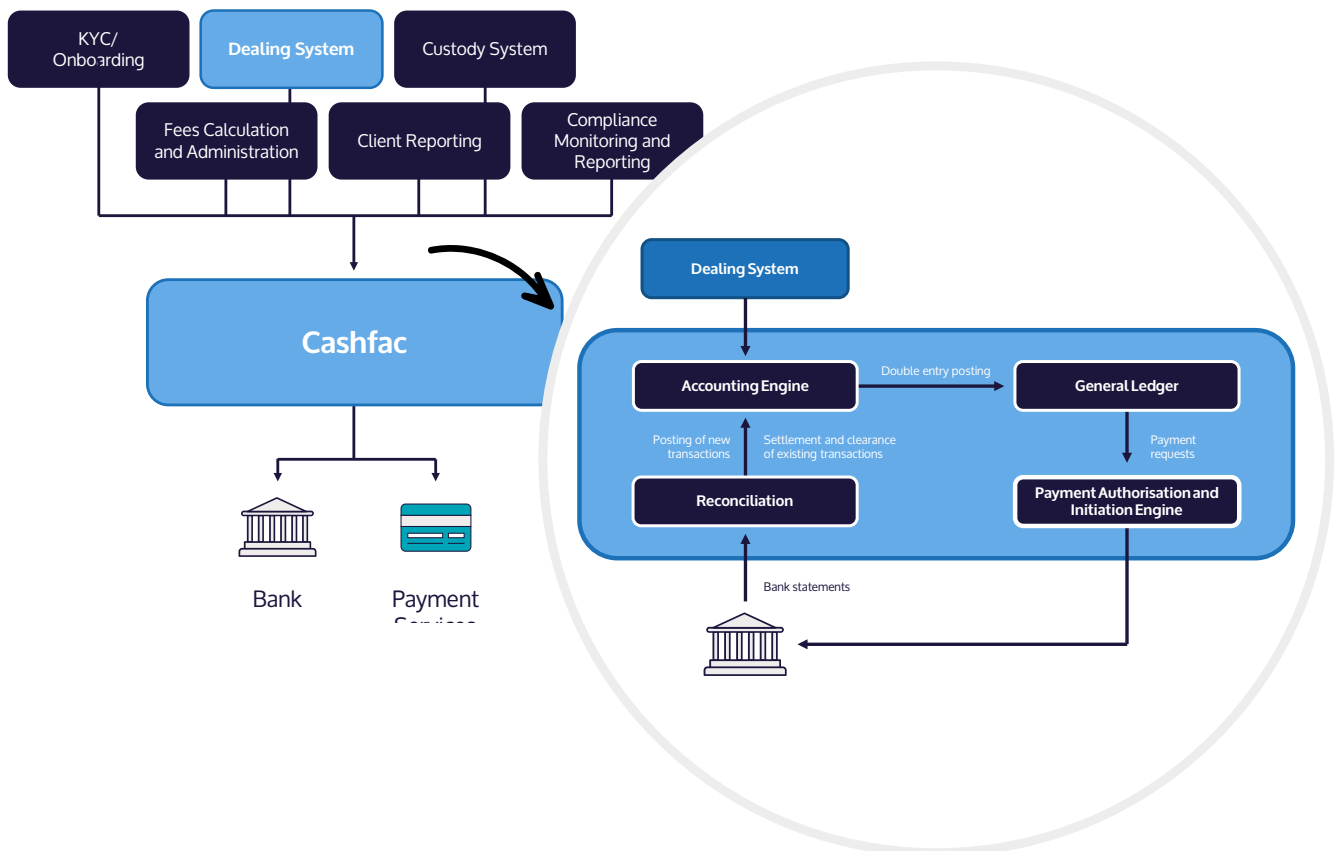 KYC/
Onboarding
Dealing System
Custody System
Fees Calculation
and Administration
Client Reporting
Compliance
Monitoring and
Reporting
Cashfac
Bank
Payment
Services
Dealing System
Accounting Engine
Double entry posting
General Ledger
Posting of new
transactions
Settlement and clearance
of existing transactions
Payment
requests
Reconciliation
Payment Authorisation and
Initiation Engine
Bank statements